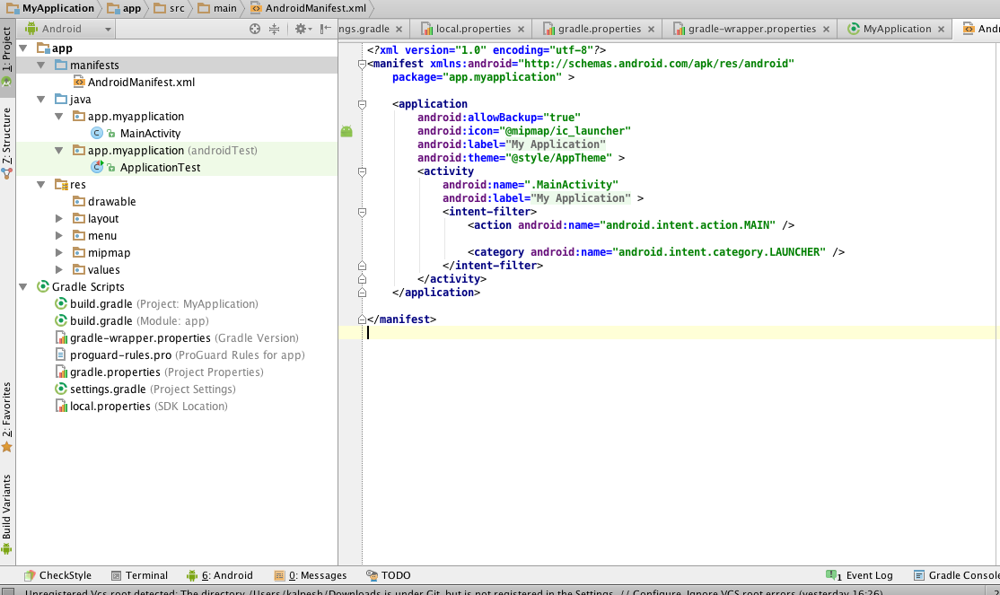 MyApplication app src main AndroidManifest.xml
Android
ngs.gradle local.properties gradle.properties gradle-wrapper.properties MyApplication And
1: Project
7: Structure
2: Favorites
Build Variants
app
manifests
AndroidManifest.xml
java
app.myapplication
MainActivity
app.myapplication (androidTest)
ApplicationTest
res
drawable
layout
menu
mipmap
values
Gradle Scripts
build.gradle (Project: MyApplication)
build.gradle (Module: app)
gradle-wrapper.properties (Gradle Version)
proguard-rules.pro (ProGuard Rules for app)
gradle.properties (Project Properties)
settings.gradle (Project Settings)
local.properties (SDK Location)
<?xml version="1.0" encoding="utf-8"?>
<manifest xmlns:android="http://schemas.android.com/apk/res/android"
package="app.myapplication" >
<application
android:allowBackup="true"
android:icon="@mipmap/ic_launcher"
android:label="My Application"
android:theme="@style/AppTheme" >
<activity
android:name=".MainActivity"
android:label="My Application" >
<intent-filter>
<action android:name="android.intent.action.MAIN" />
<category android:name="android.intent.category.LAUNCHER" />
</intent-filter>
</activity>
</application>
</manifest>
CheckStyle Terminal 6: Android 0: Messages TODO 1 Event Log Gradle Console
Unregistered Vcs root detected: The directory /Users/kalpesh/Downloads is under Git, but is not registered in the Settings. // Configure Ignore VCS root errors (yesterday 16:26)